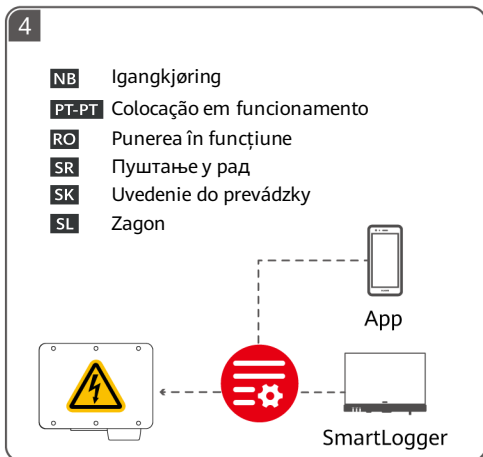 4
NB Igangkjøring
PT-PT Colocação em funcionamento
RO Punerea în funcțiune
SR Пуштање у рад
SK Uvedenie do prevádzky
SL Zagon
App
SmartLogger